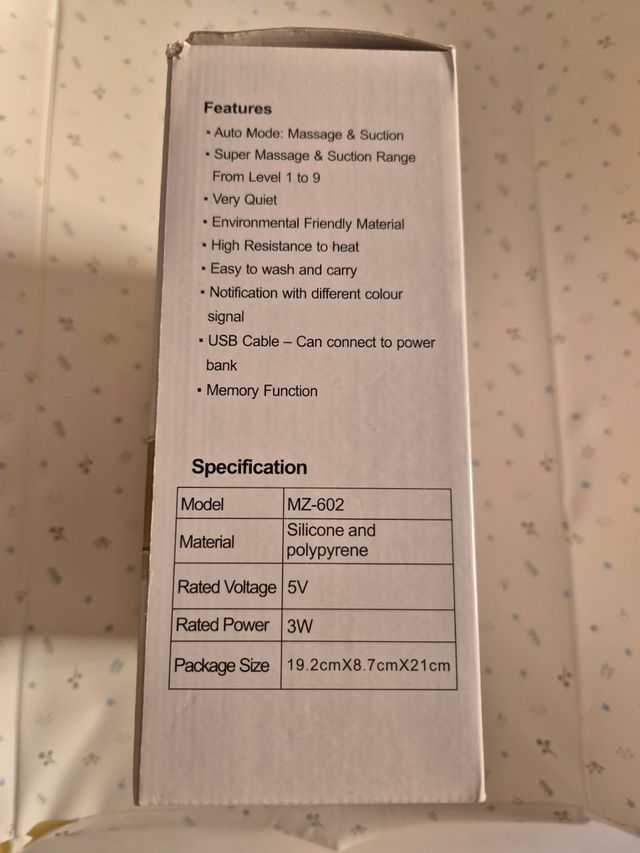 Features
▪ Auto Mode: Massage & Suction
▪ Super Massage & Suction Range
From Level 1 to 9
▪ Very Quiet
▪ Environmental Friendly Material
▪ High Resistance to heat
▪ Easy to wash and carry
▪ Notification with different colour
signal
▪ USB Cable – Can connect to power
bank
▪ Memory Function
Specification
Model MZ-602
Material Silicone and
polypyrene
Rated Voltage 5V
Rated Power 3W
Package Size 19.2cmX8.7cmX21cm